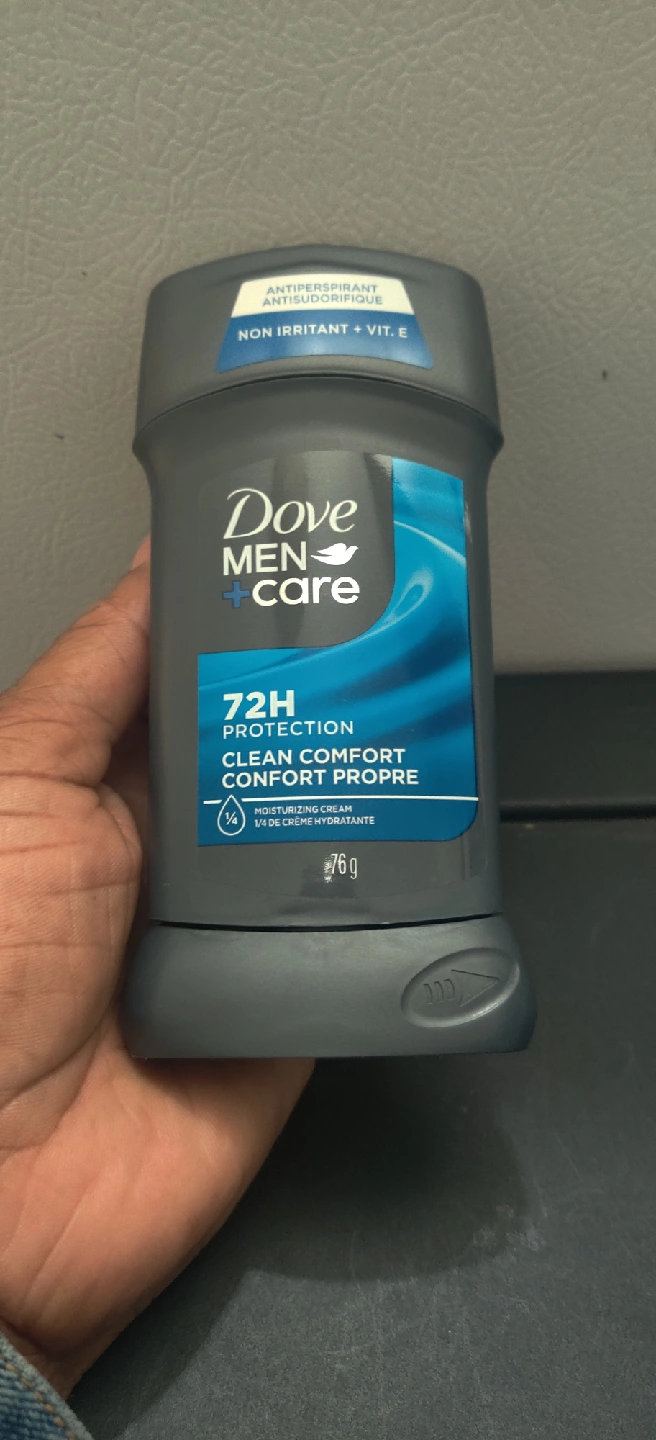 ANTIPERSPIRANT
ANTISUDORIFIQUE
NON IRRITANT + VIT. E
Dove
MEN
+care
72H
PROTECTION
CLEAN COMFORT
CONFORT PROPRE
1/4
MOISTURIZING CREAM
1/4 DE CRÈME HYDRATANTE
76 g